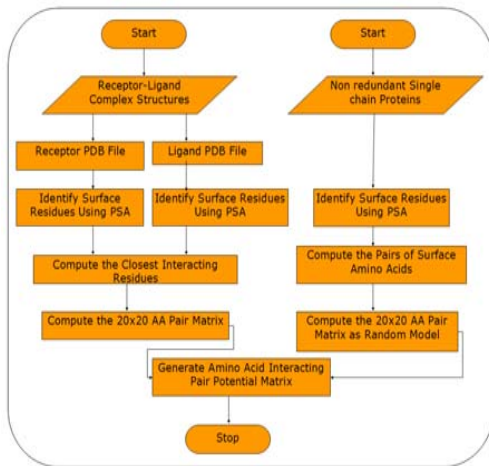 Start
Start
Receptor-Ligand
Complex Structures
Non redundant Single
chain Proteins
Receptor PDB File
Ligand PDB File
Identify Surface
Residues Using PSA
Identify Surface Residues
Using PSA
Identify Surface Residues
Using PSA
Compute the Closest Interacting
Residues
Compute the Pairs of Surface
Amino Acids
Compute the 20x20 AA Pair Matrix
Compute the 20x20 AA Pair
Matrix as Random Model
Generate Amino Acid Interacting
Pair Potential Matrix
Stop